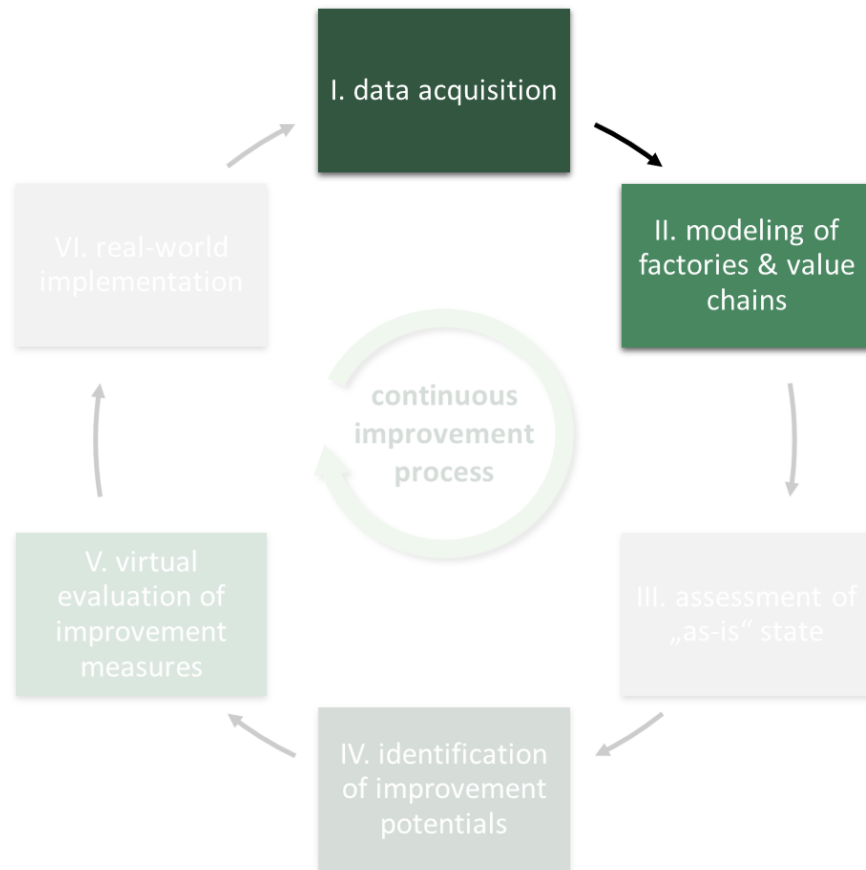 I. data acquisition
II. modeling of
factories & value
chains
III. assessment of
„as-is“ state
IV. identification
of improvement
potentials
V. virtual
evaluation of
improvement
measures
VI. real-world
implementation
continuous
improvement
process